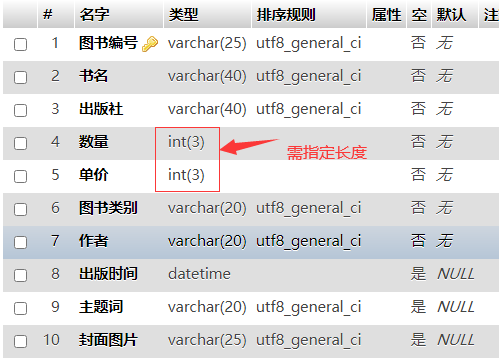 # 名字 类型 排序规则 属性 空 默认 注
1 图书编号 varchar(25) utf8_general_ci 否 无
2 书名 varchar(40) utf8_general_ci 否 无
3 出版社 varchar(40) utf8_general_ci 否 无
4 数量 int(3) 否 无
需指定长度
5 单价 int(3) 否 无
6 图书类别 varchar(20) utf8_general_ci 否 无
7 作者 varchar(20) utf8_general_ci 否 无
8 出版时间 datetime 是 NULL
9 主题词 varchar(20) utf8_general_ci 是 NULL
10 封面图片 varchar(25) utf8_general_ci 是 NULL